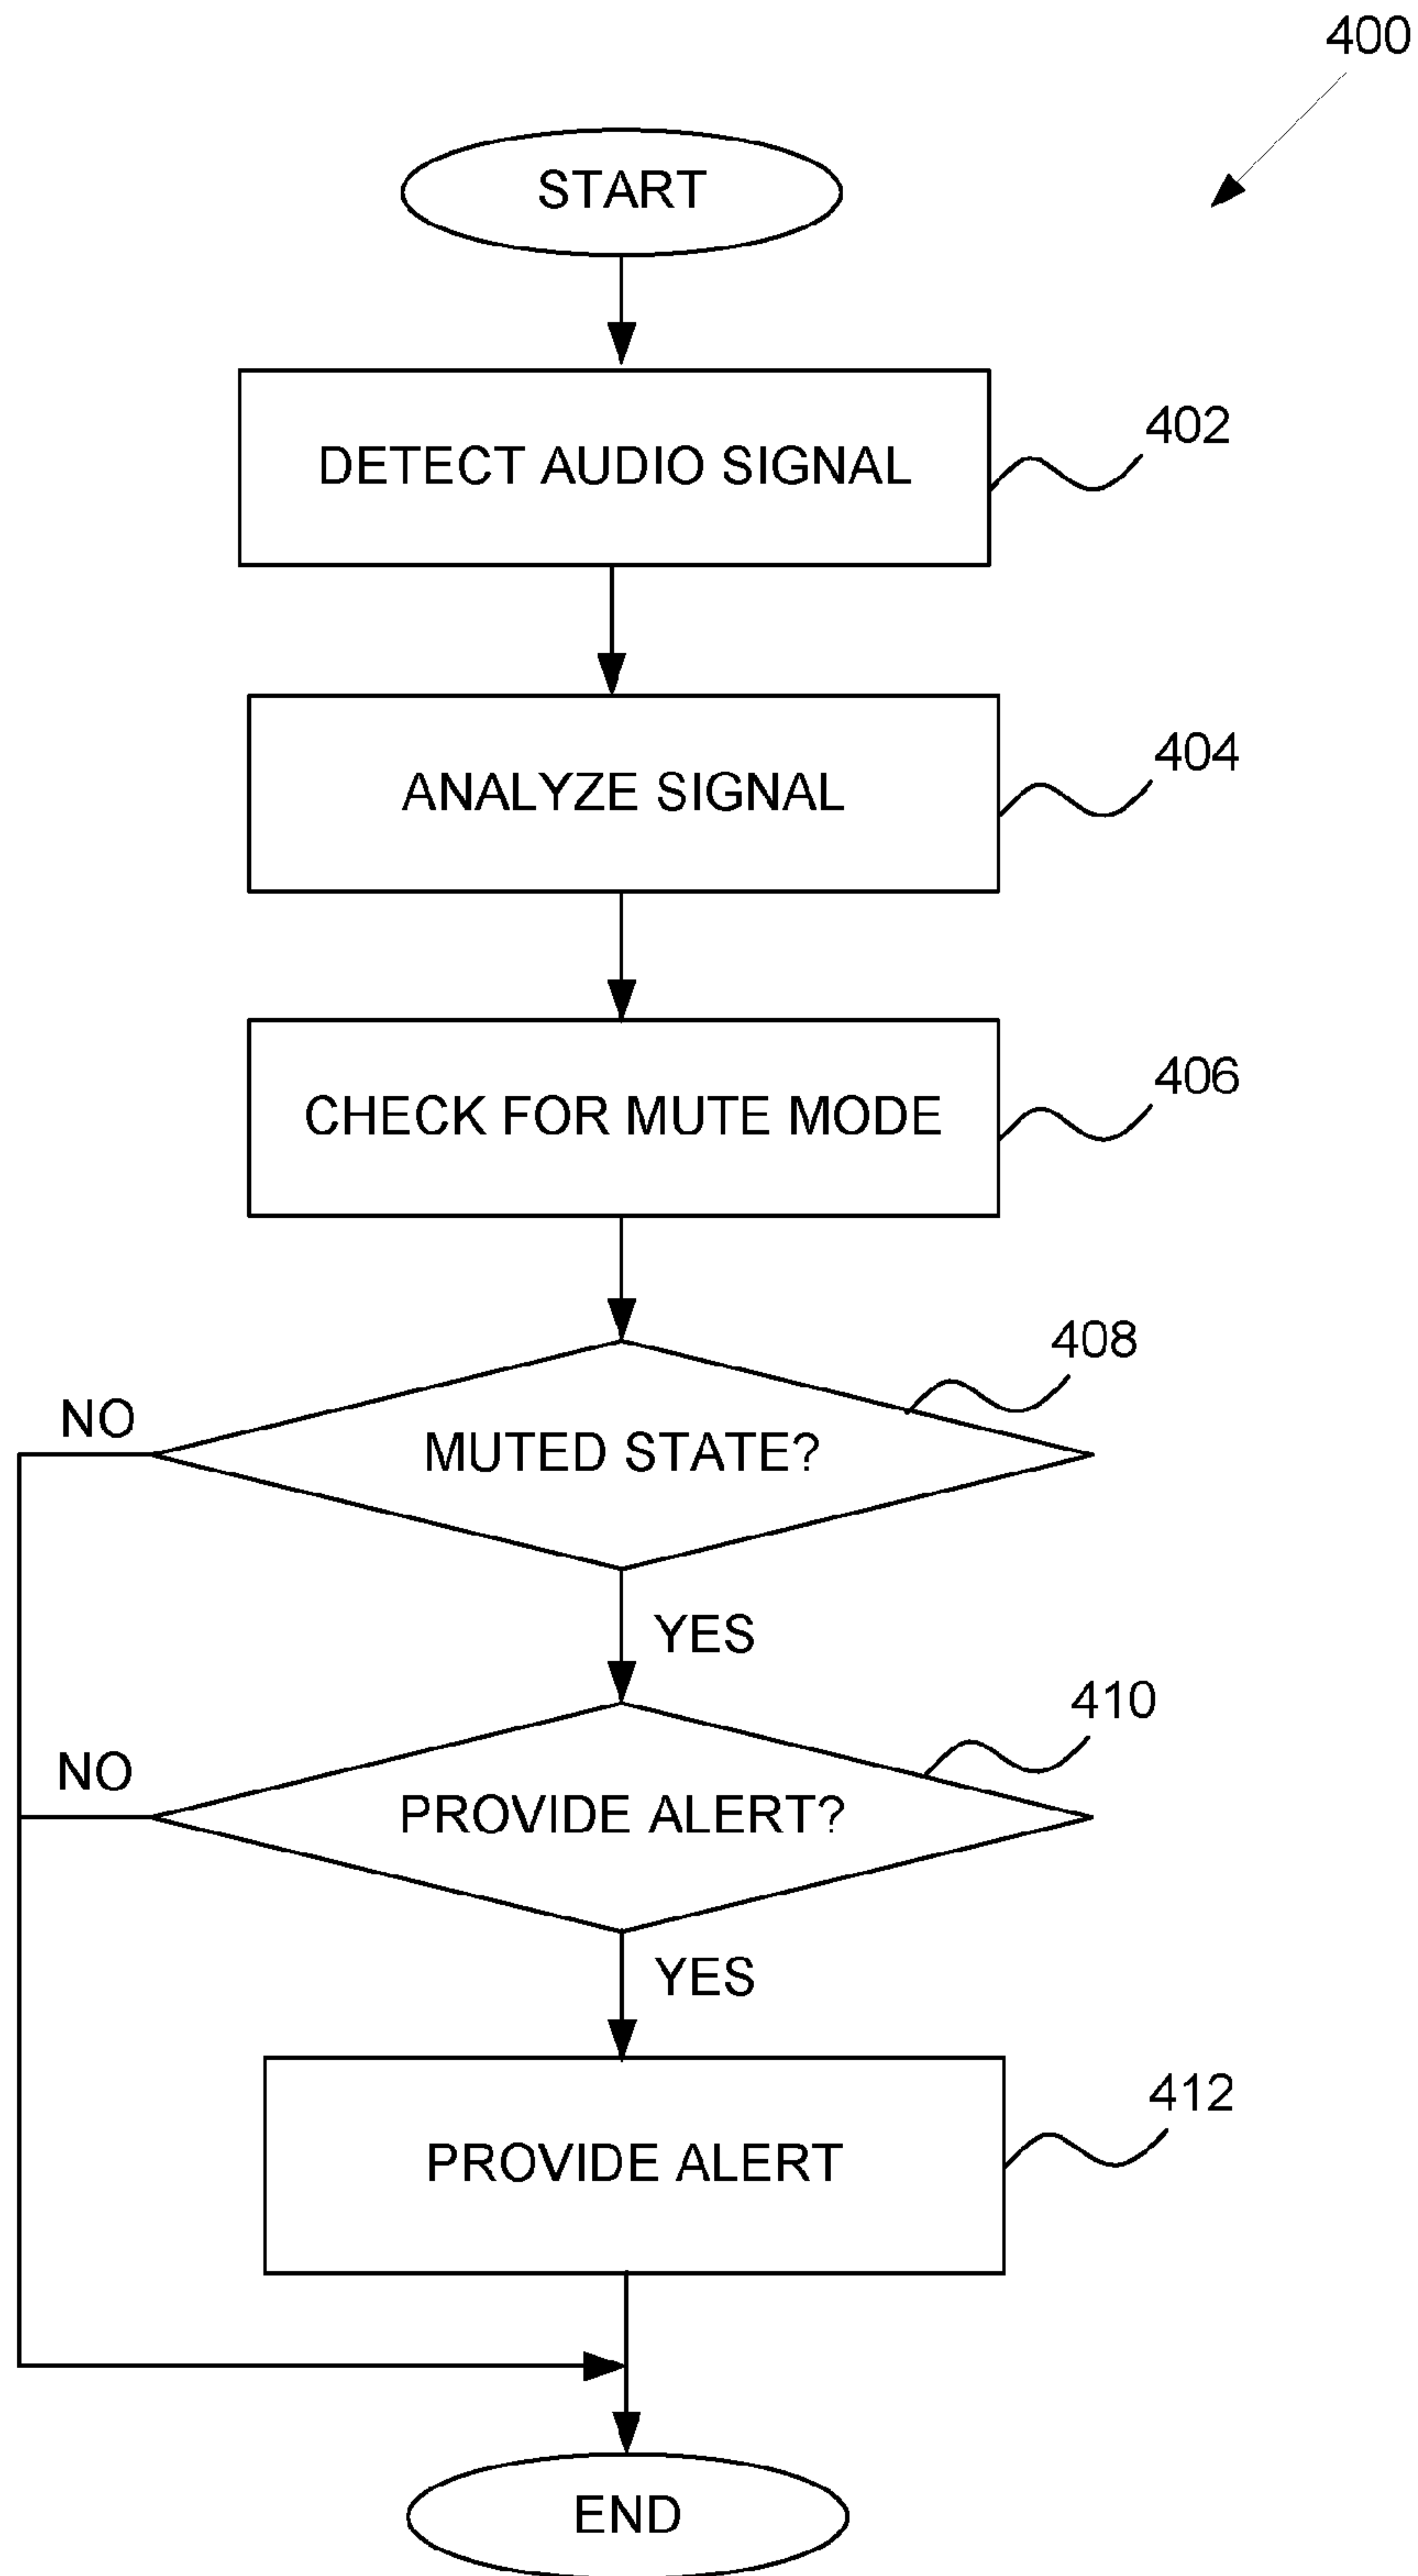 400
START
DETECT AUDIO SIGNAL
402
ANALYZE SIGNAL
404
CHECK FOR MUTE MODE
406
408
NO
MUTED STATE?
YES
410
NO
PROVIDE ALERT?
YES
412
PROVIDE ALERT
END